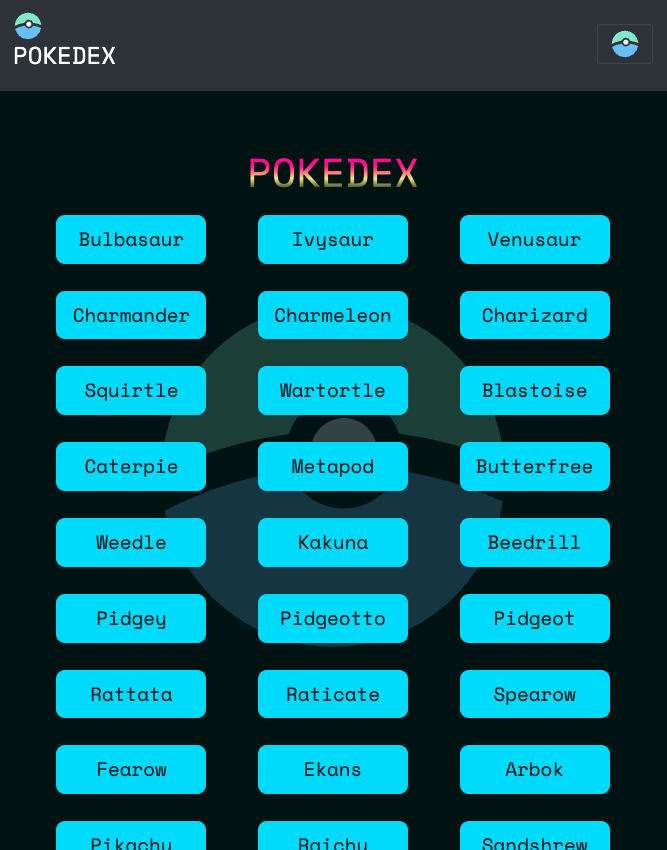 POKEDEX
POKEDEX
Bulbasaur Ivysaur Venusaur
Charmander Charmeleon Charizard
Squirtle Wartortle Blastoise
Caterpie Metapod Butterfree
Weedle Kakuna Beedrill
Pidgey Pidgeotto Pidgeot
Rattata Raticate Spearow
Fearow Ekans Arbok
Pikachu Raichu Sandshrew